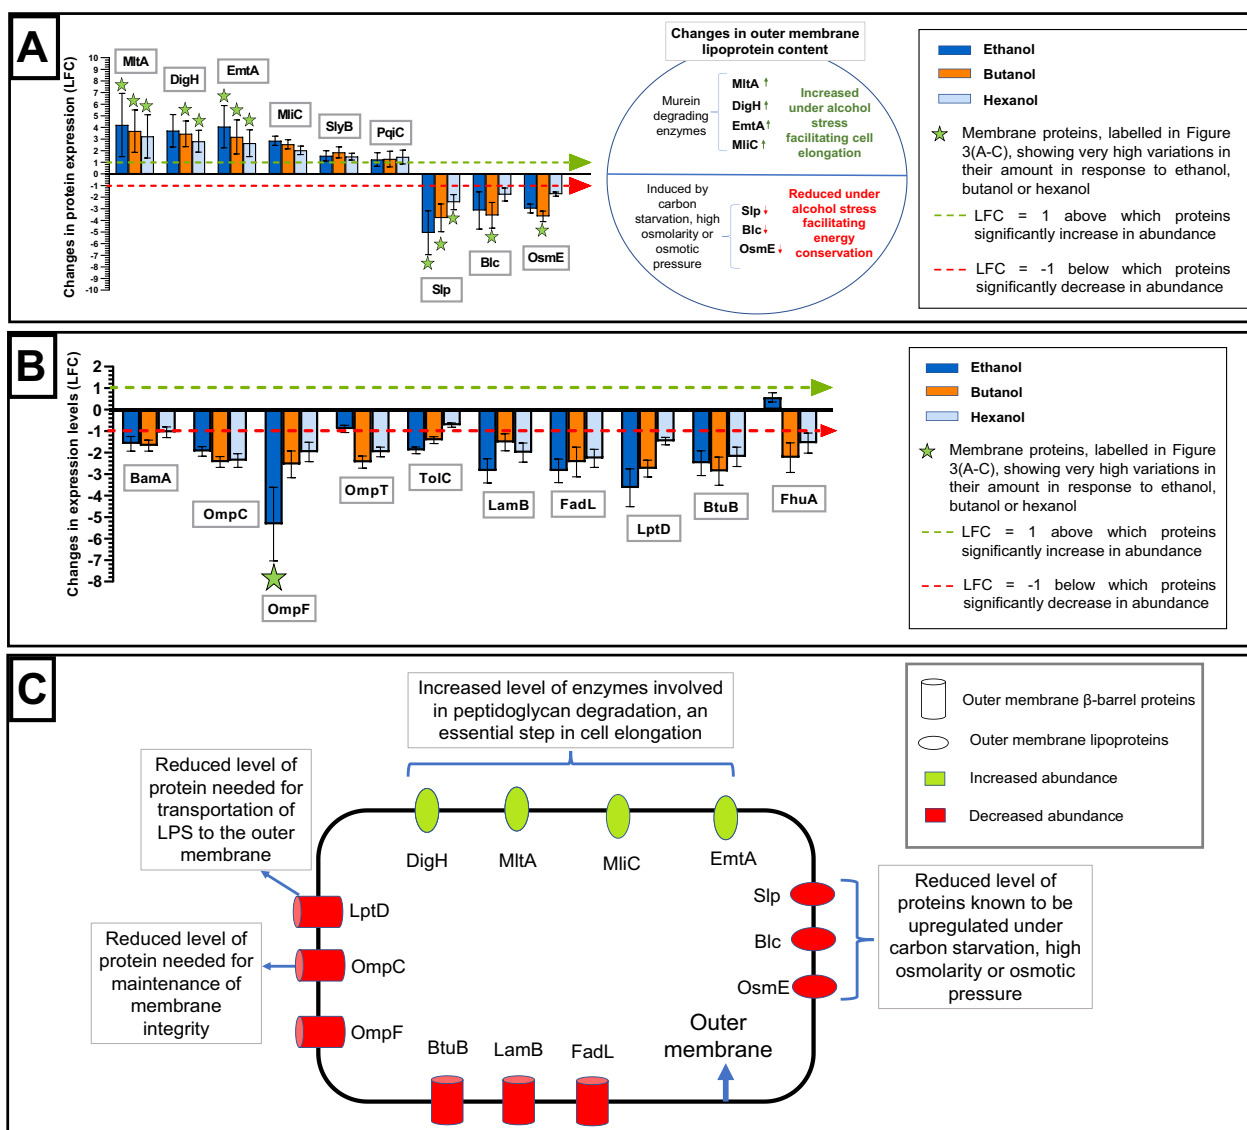 A
Changes in protein expression (LFC)
10
9
8
7
6
5
4
3
2
1
-1
-2
-3
-4
-5
-6
-7
-8
-9
-10
MltA
DigH
EmtA
MliC
SlyB
PqiC
Slp
Blc
OsmE
Changes in outer membrane
lipoprotein content
Murein
degrading
enzymes
MltA ↑
DigH ↑
EmtA ↑
MliC ↑
Increased
under alcohol
stress
facilitating cell
elongation
Induced by
carbon
starvation, high
osmolarity or
osmotic
pressure
Slp ↓
Blc ↓
OsmE ↓
Reduced under
alcohol stress
facilitating
energy
conservation
Ethanol
Butanol
Hexanol
Membrane proteins, labelled in Figure
3(A-C), showing very high variations in
their amount in response to ethanol,
butanol or hexanol
LFC = 1 above which proteins
significantly increase in abundance
LFC = -1 below which proteins
significantly decrease in abundance
B
Changes in expression levels (LFC)
2
1
0
-1
-2
-3
-4
-5
-6
-7
-8
BamA
OmpC
OmpF
OmpT
TolC
LamB
FadL
LptD
BtuB
FhuA
Ethanol
Butanol
Hexanol
Membrane proteins, labelled in Figure
3(A-C), showing very high variations in
their amount in response to ethanol,
butanol or hexanol
LFC = 1 above which proteins
significantly increase in abundance
LFC = -1 below which proteins
significantly decrease in abundance
C
Increased level of enzymes involved
in peptidoglycan degradation, an
essential step in cell elongation
Reduced level of
protein needed for
transportation of
LPS to the outer
membrane
Reduced level of
protein needed for
maintenance of
membrane
integrity
DigH
MltA
MliC
EmtA
LptD
OmpC
OmpF
BtuB
LamB
FadL
Slp
Blc
OsmE
Outer
membrane
Reduced level of
proteins known to be
upregulated under
carbon starvation, high
osmolarity or osmotic
pressure
Outer membrane β-barrel proteins
Outer membrane lipoproteins
Increased abundance
Decreased abundance